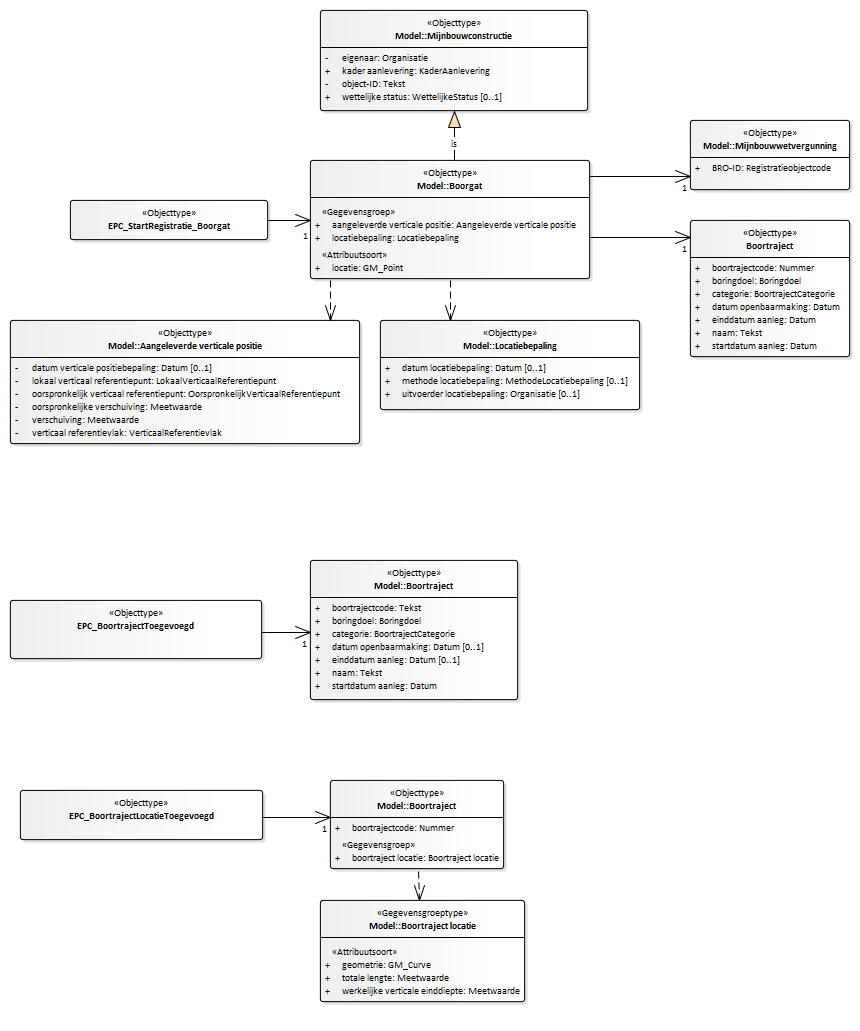 «Objecttype»
Model::Mijnbouwconstructie
- eigenaar: Organisatie
+ kader aanlevering: KaderAanlevering
- object-ID: Tekst
+ wettelijke status: WettelijkeStatus [0..1]
is
«Objecttype»
Model::Mijnbouwwetvergunning
+ BRO-ID: Registratieobjectcode
1
«Objecttype»
Model::Boorgat
«Gegevensgroep»
+ aangeleverde verticale positie: Aangeleverde verticale positie
+ locatiebepaling: Locatiebepaling
«Attribuutsoort»
+ locatie: GM_Point
«Objecttype»
EPC_StartRegistratie_Boorgat
1
«Objecttype»
Boortraject
+ boortrajectcode: Nummer
+ boringdoel: Boringdoel
+ categorie: BoortrajectCategorie
+ datum openbaarmaking: Datum
+ einddatum aanleg: Datum
+ naam: Tekst
+ startdatum aanleg: Datum
1
«Objecttype»
Model::Aangeleverde verticale positie
- datum verticale positiebepaling: Datum [0..1]
- lokaal verticaal referentiepunt: LokaalVerticaalReferentiepunt
- oorspronkelijk verticaal referentiepunt: OorspronkelijkVerticaalReferentiepunt
- oorspronkelijke verschuiving: Meetwaarde
- verschuiving: Meetwaarde
- verticaal referentievlak: VerticaalReferentievlak
«Objecttype»
Model::Locatiebepaling
+ datum locatiebepaling: Datum [0..1]
+ methode locatiebepaling: MethodeLocatiebepaling [0..1]
+ uitvoerder locatiebepaling: Organisatie [0..1]
«Objecttype»
EPC_BoortrajectToegevoegd
1
«Objecttype»
Model::Boortraject
+ boortrajectcode: Tekst
+ boringdoel: Boringdoel
+ categorie: BoortrajectCategorie
+ datum openbaarmaking: Datum [0..1]
+ einddatum aanleg: Datum [0..1]
+ naam: Tekst
+ startdatum aanleg: Datum
«Objecttype»
EPC_BoortrajectLocatieToegevoegd
1
«Objecttype»
Model::Boortraject
+ boortrajectcode: Nummer
«Gegevensgroep»
+ boortraject locatie: Boortraject locatie
«Gegevensgroeptype»
Model::Boortraject locatie
«Attribuutsoort»
+ geometrie: GM_Curve
+ totale lengte: Meetwaarde
+ werkelijke verticale einddiepte: Meetwaarde